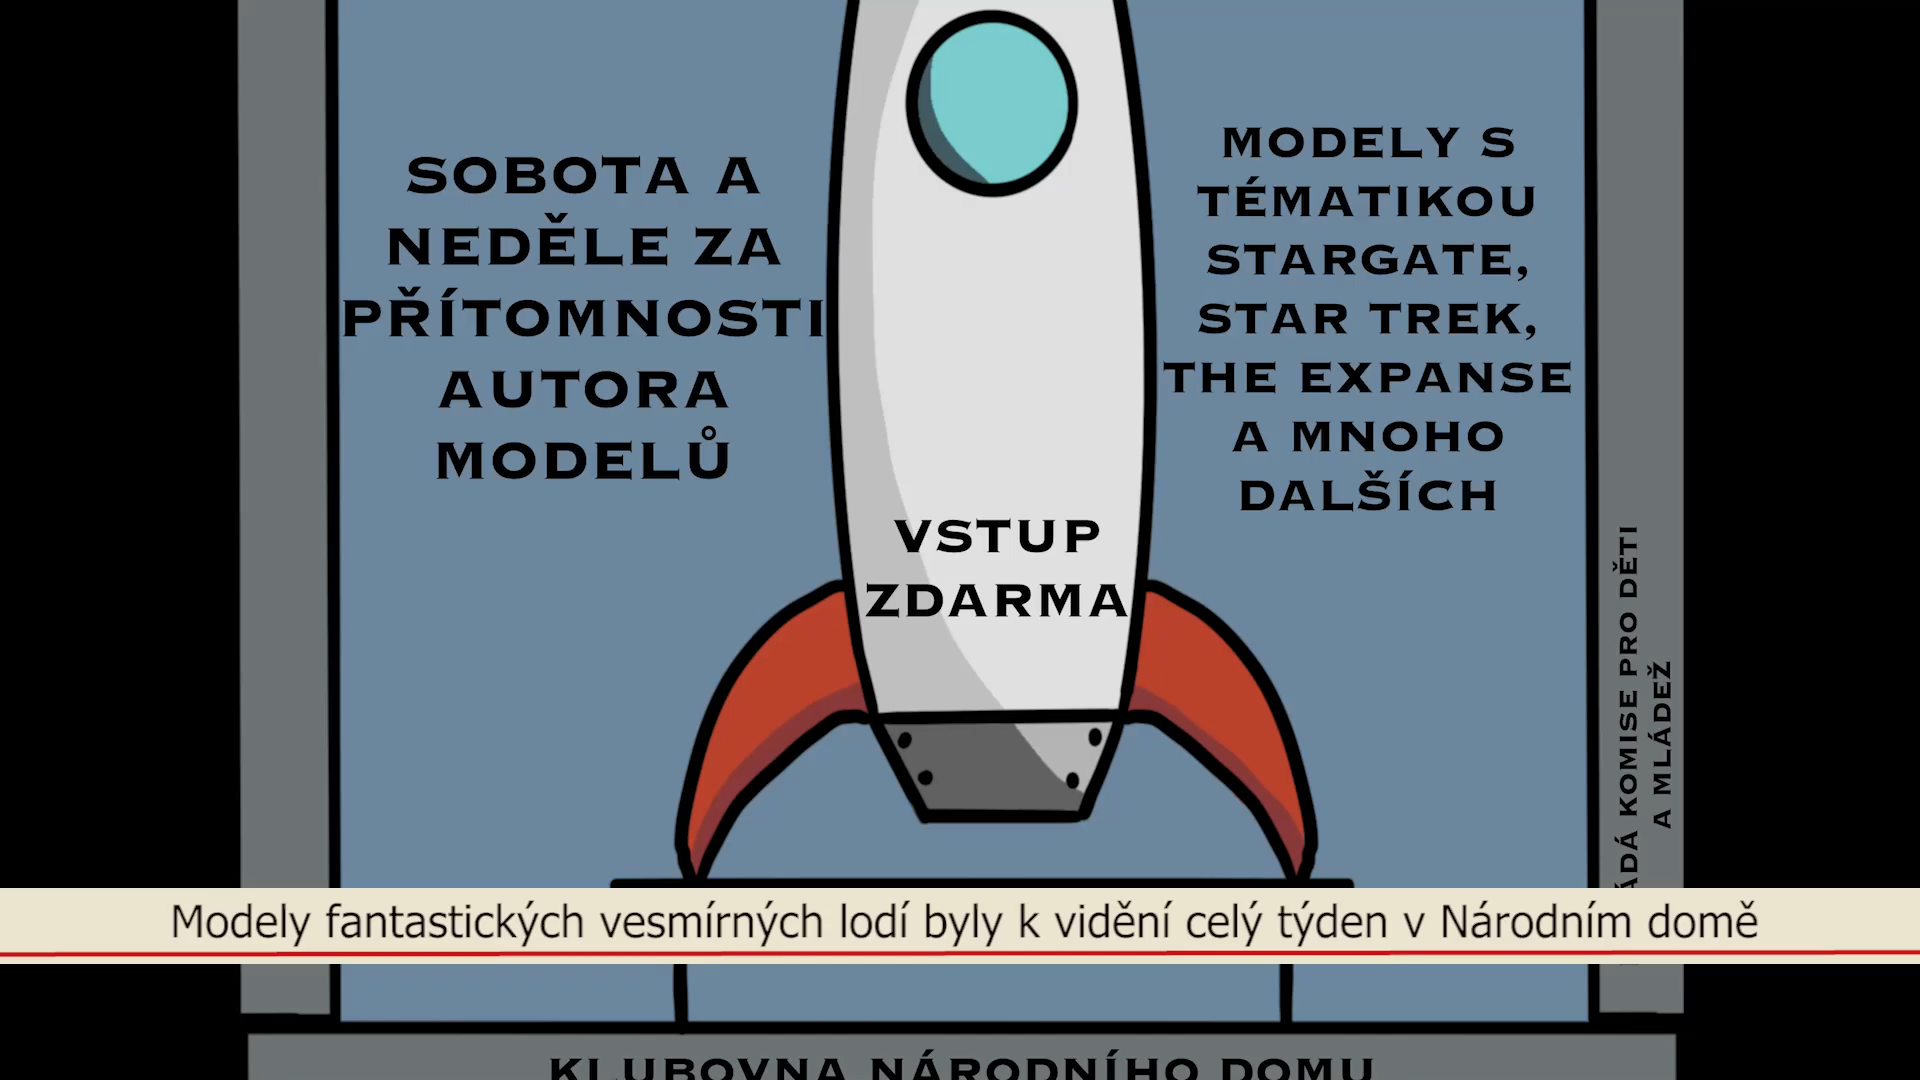 SOBOTA A
NEDĚLE ZA
PŘÍTOMNOSTI
AUTORA
MODELŮ
MODELY S
TÉMATIKOU
STARGATE,
STAR TREK,
THE EXPANSE
A MNOHO
DALŠÍCH
VSTUP
ZDARMA
KOMISE PRO DĚTI
A MLÁDEŽ
Modely fantastických vesmírných lodí byly k vidění celý týden v Národním domě
KLUBOVNA NÁRODNÍHO DOMU